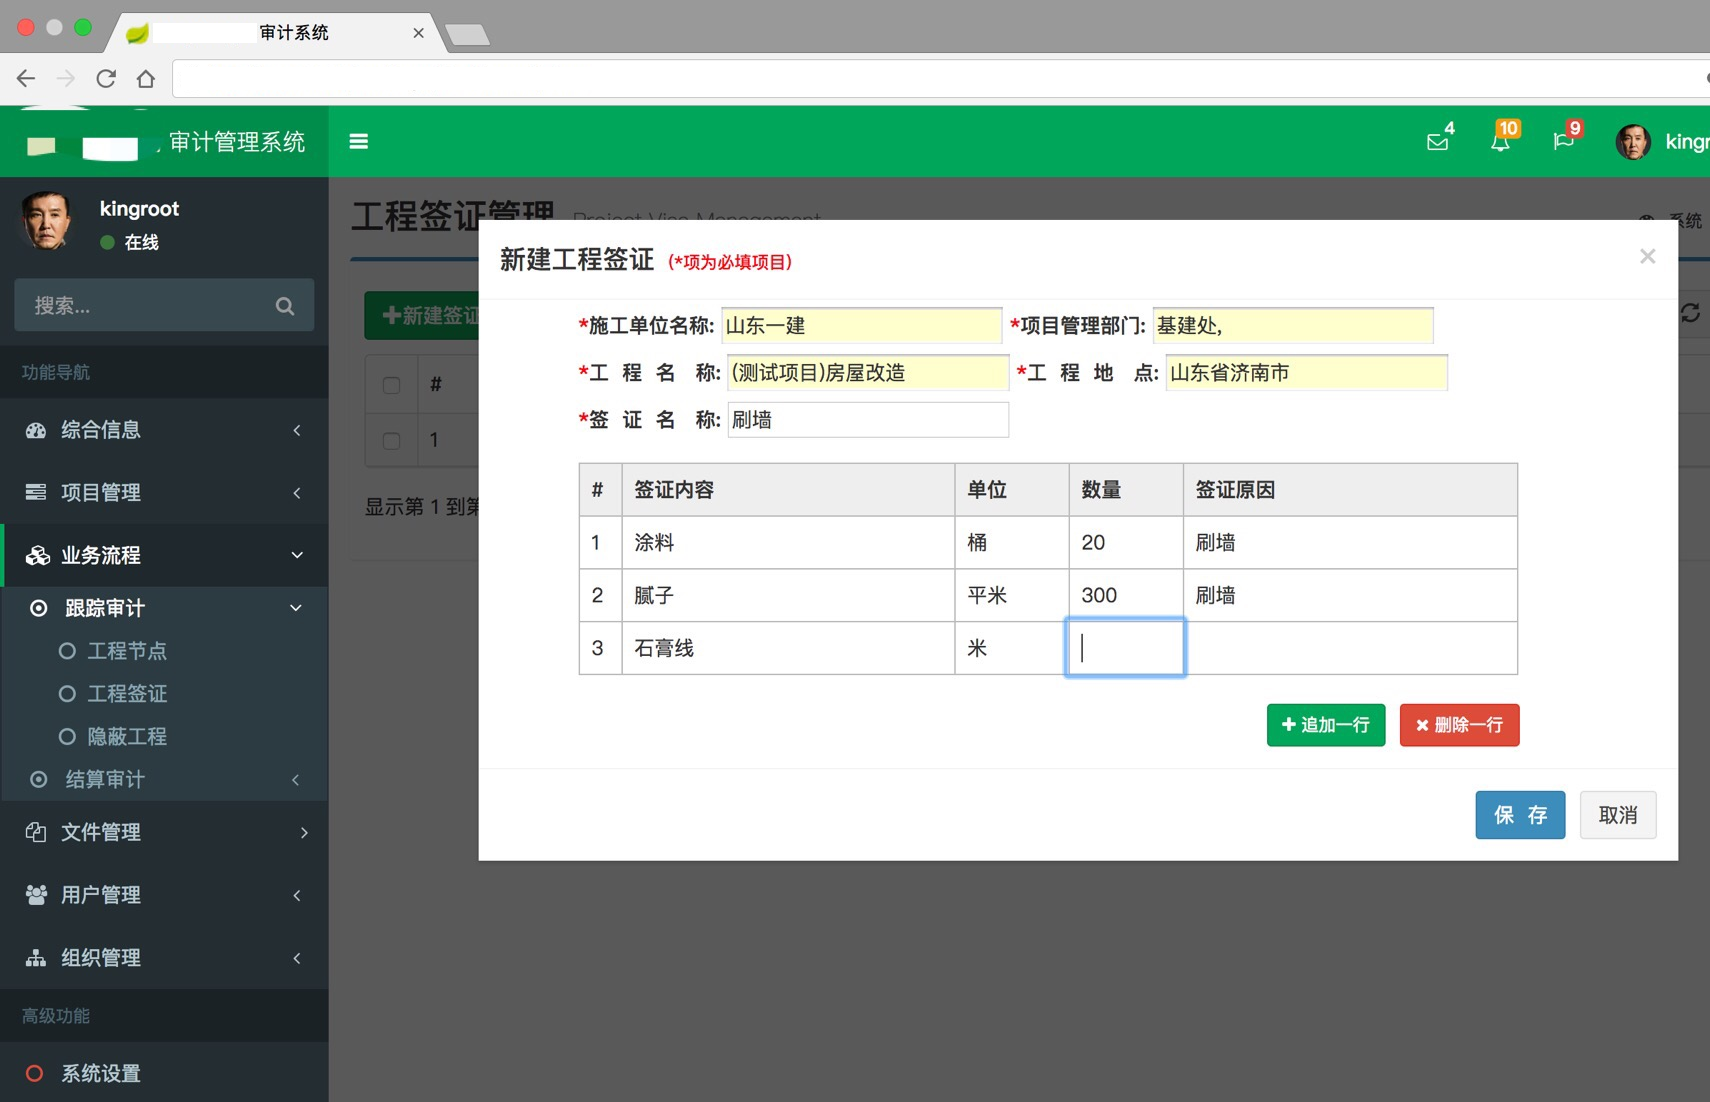 审计系统
审计管理系统
4
10
9
kingr
kingroot
在线
搜索...
功能导航
综合信息
项目管理
业务流程
跟踪审计
工程节点
工程签证
隐蔽工程
结算审计
文件管理
用户管理
组织管理
高级功能
系统设置
工程签证管理 Project Visa Management
系统
新建签证
#
1
显示第 1 到第
新建工程签证 (*项为必填项目)
×
*施工单位名称: 山东一建 *项目管理部门: 基建处,
*工 程 名 称: (测试项目)房屋改造 *工 程 地 点: 山东省济南市
*签 证 名 称: 刷墙
# 签证内容 单位 数量 签证原因
1 涂料 桶 20 刷墙
2 腻子 平米 300 刷墙
3 石膏线 米
追加一行 删除一行
保 存 取消